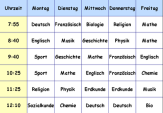 Uhrzeit Montag Dienstag Mittwoch Donnerstag Freitag
7:55 Deutsch Französisch Biologie Religion Mathe
8:40 Englisch Musik Geschichte Physik Mathe
9:40 Sport Geschichte Mathe Französisch Englisch
10:25 Sport Mathe Englisch Französisch Chemie
11:25 Religion Physik Erdkunde Erdkunde Musik
12:10 Sozialkunde Chemie Deutsch Deutsch Bio